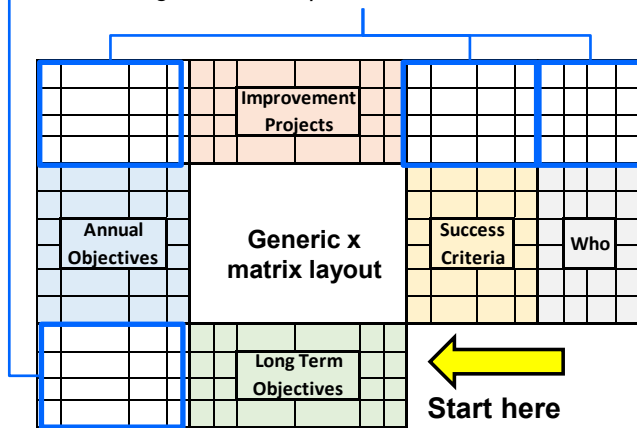 Improvement
Projects
Annual
Objectives
Generic x
matrix layout
Success
Criteria
Who
Long Term
Objectives
Start here